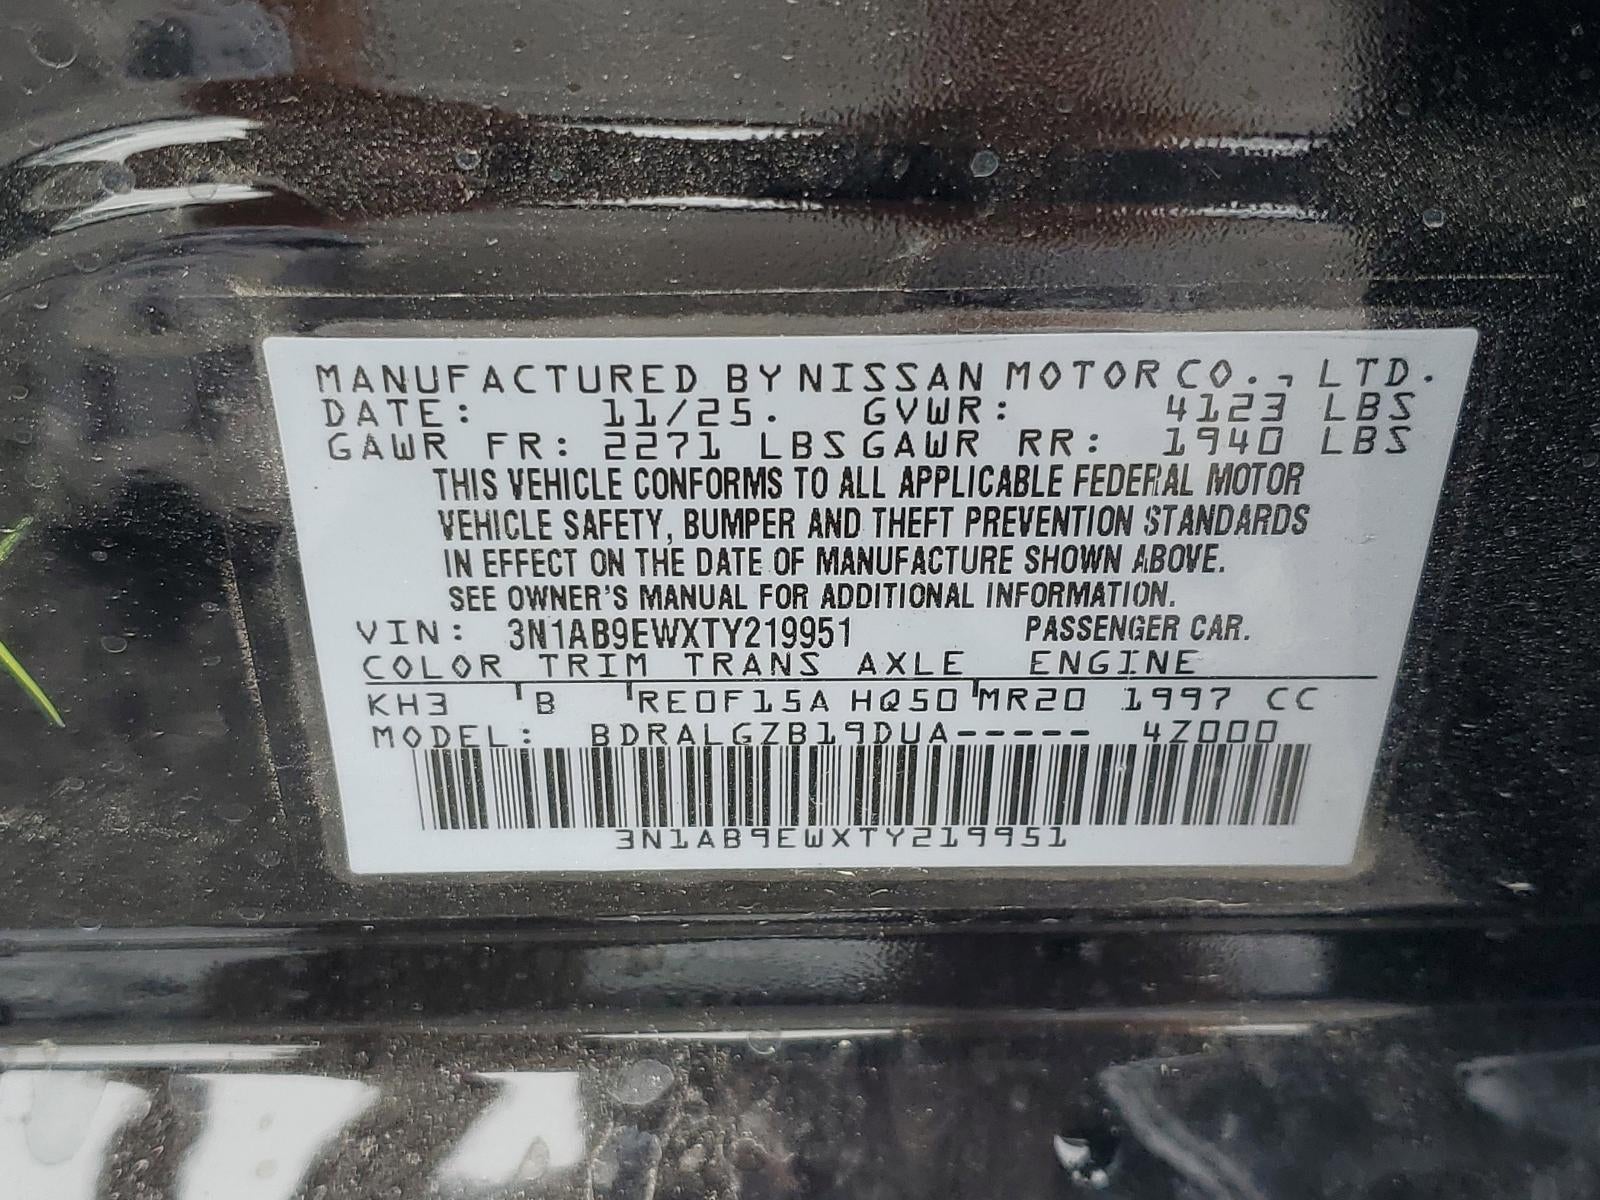 MANUFACTURED BY NISSAN MOTOR CO., LTD.
DATE: 11/25. GVWR: 4123 LBS
GAWR FR: 2271 LBS GAWR RR: 1940 LBS
THIS VEHICLE CONFORMS TO ALL APPLICABLE FEDERAL MOTOR
VEHICLE SAFETY, BUMPER AND THEFT PREVENTION STANDARDS
IN EFFECT ON THE DATE OF MANUFACTURE SHOWN ABOVE.
SEE OWNER'S MANUAL FOR ADDITIONAL INFORMATION.
VIN: 3N1AB9EWXTY219951 PASSENGER CAR.
COLOR TRIM TRANS AXLE ENGINE
KH3 B RE0F15A HQ50 MR20 1997 CC
MODEL: BDRALGZB19DUA----- 4Z000
3N1AB9EWXTY219951